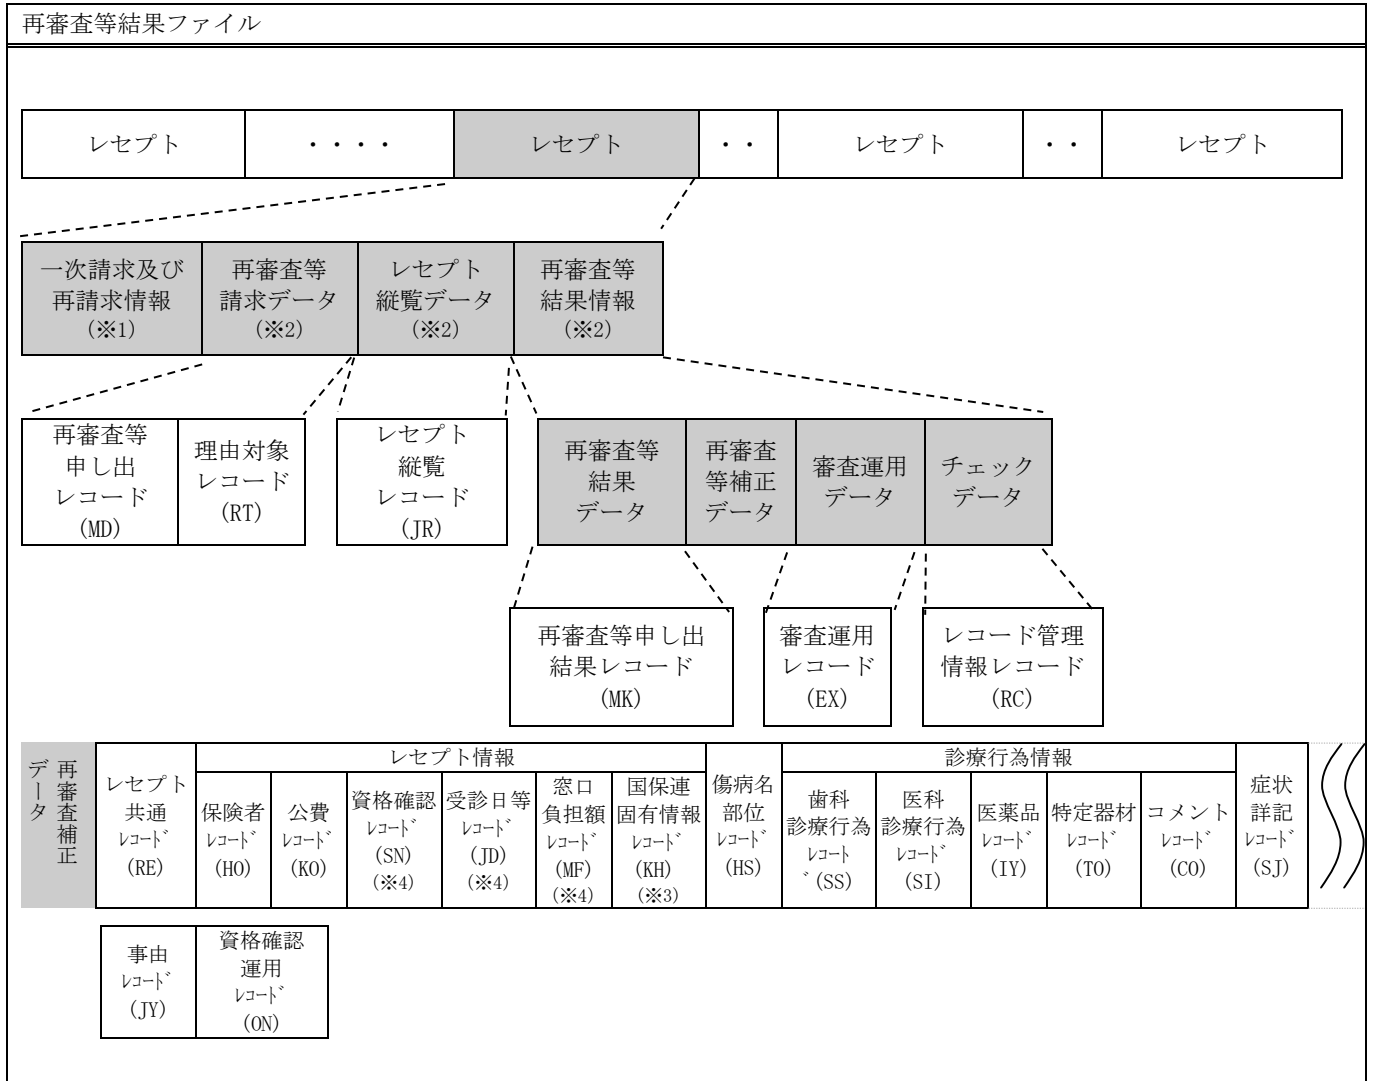 再審査等結果ファイル
レセプト
・・・・
レセプト
・・
レセプト
・・
レセプト
一次請求及び
再請求情報
(※1)
再審査等
請求データ
(※2)
レセプト
縦覧データ
(※2)
再審査等
結果情報
(※2)
再審査等
申し出
レコード
(MD)
理由対象
レコード
(RT)
レセプト
縦覧
レコード
(JR)
再審査等
結果
データ
再審査
等補正
データ
審査運用
データ
チェック
データ
再審査等申し出
結果レコード
(MK)
審査運用
レコード
(EX)
レコード管理
情報レコード
(RC)
再審査補正
データ
レセプト
共通
ﾚｺｰﾄﾞ
(RE)
レセプト情報
保険者
ﾚｺｰﾄﾞ
(HO)
公費
ﾚｺｰﾄﾞ
(KO)
資格確認
ﾚｺｰﾄﾞ
(SN)
(※4)
受診日等
ﾚｺｰﾄﾞ
(JD)
(※4)
窓口
負担額
ﾚｺｰﾄﾞ
(MF)
(※4)
国保連
固有情報
ﾚｺｰﾄﾞ
(KH)
(※3)
傷病名
部位
ﾚｺｰﾄﾞ
(HS)
診療行為情報
歯科
診療行為
ﾚｺｰﾄ
ﾞ(SS)
医科
診療行為
ﾚｺｰﾄﾞ
(SI)
医薬品
ﾚｺｰﾄﾞ
(IY)
特定器材
ﾚｺｰﾄﾞ
(TO)
コメント
ﾚｺｰﾄﾞ
(CO)
症状
詳記
ﾚｺｰﾄﾞ
(SJ)
事由
ﾚｺｰﾄﾞ
(JY)
資格確認
運用
ﾚｺｰﾄﾞ
(ON)